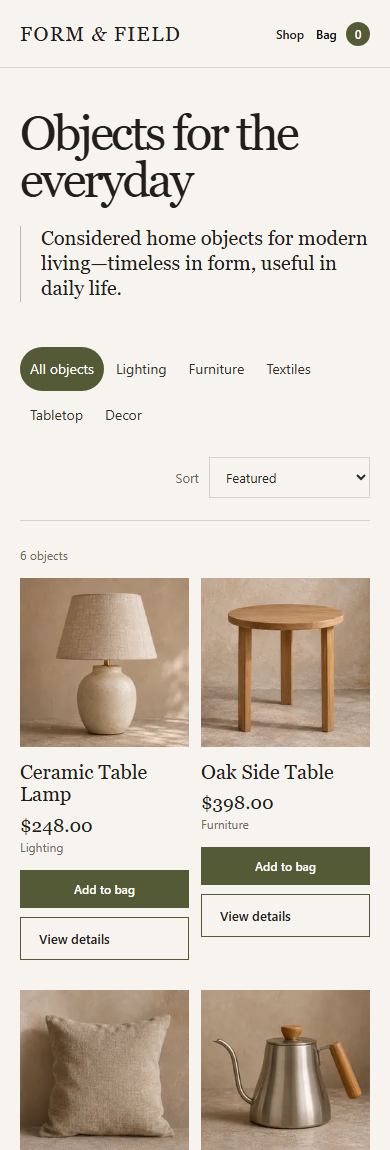 FORM & FIELD
Shop Bag 0
Objects for the
everyday
Considered home objects for modern
living—timeless in form, useful in
daily life.
All objects Lighting Furniture Textiles
Tabletop Decor
Sort Featured
6 objects
Ceramic Table
Lamp
$248.00
Lighting
Add to bag
View details
Oak Side Table
$398.00
Furniture
Add to bag
View details